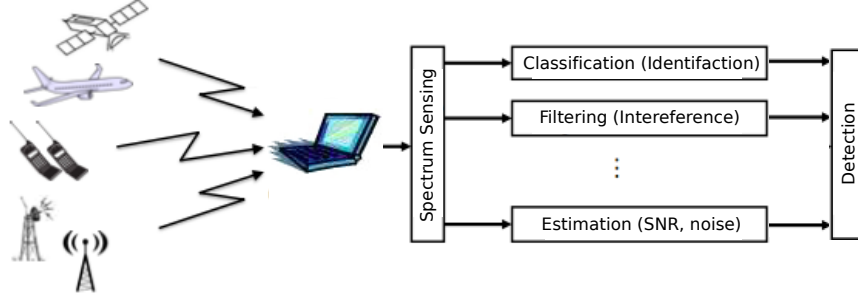 Spectrum Sensing
Classification (Identifaction)
Filtering (Intereference)
Estimation (SNR, noise)
Detection